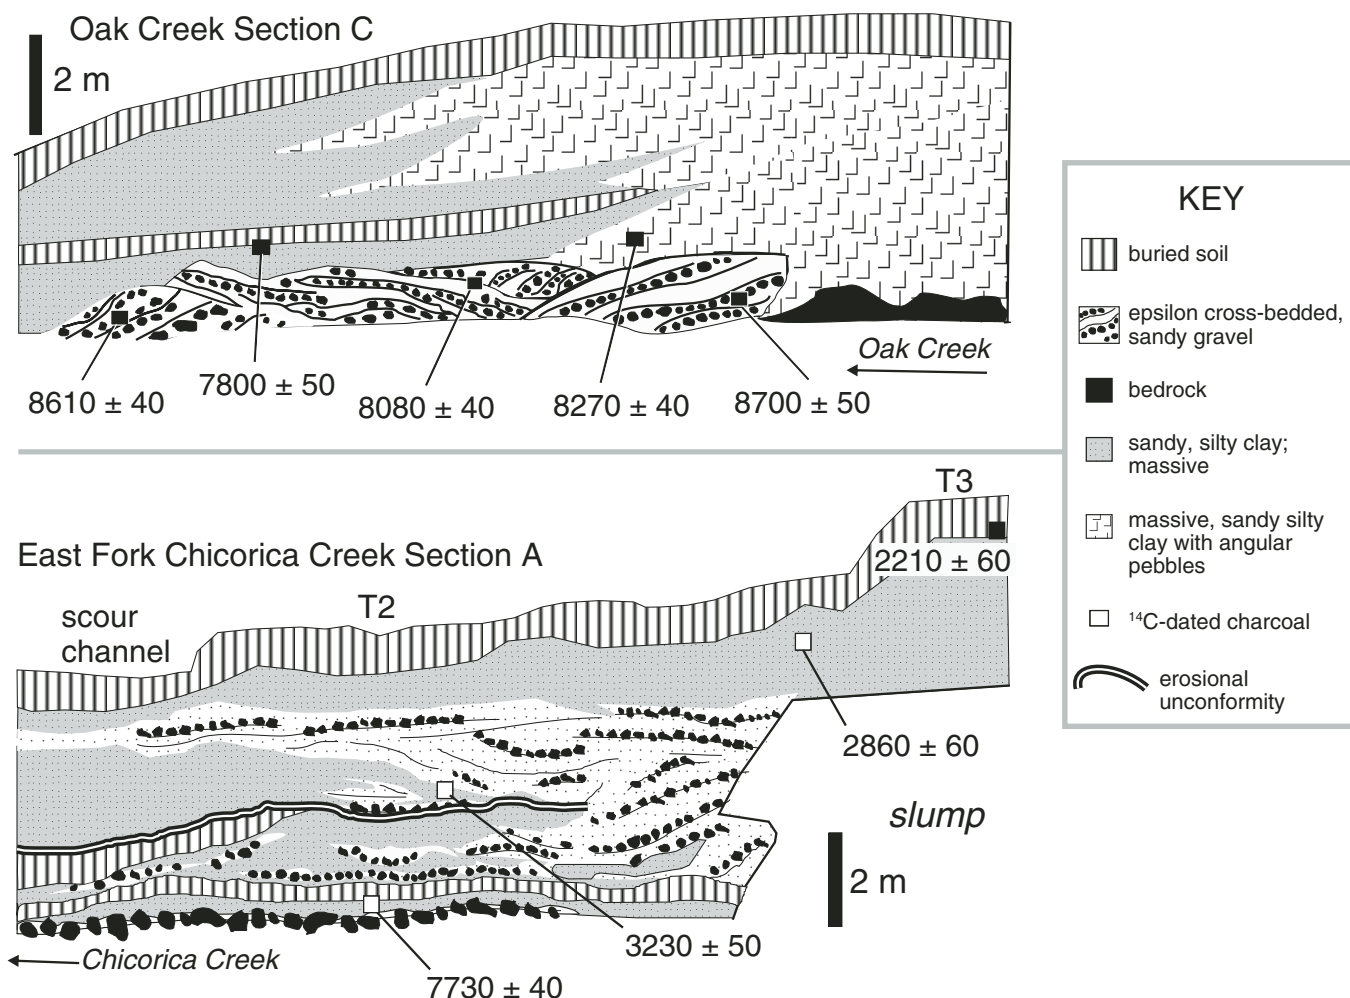 Oak Creek Section C
2 m
8610 ± 40
7800 ± 50
8080 ± 40
8270 ± 40
8700 ± 50
Oak Creek
KEY
buried soil
epsilon cross-bedded,
sandy gravel
bedrock
sandy, silty clay;
massive
massive, sandy silty
clay with angular
pebbles
¹⁴C-dated charcoal
erosional
unconformity
East Fork Chicorica Creek Section A
T3
2210 ± 60
scour
channel
T2
2860 ± 60
slump
2 m
3230 ± 50
Chicorica Creek
7730 ± 40